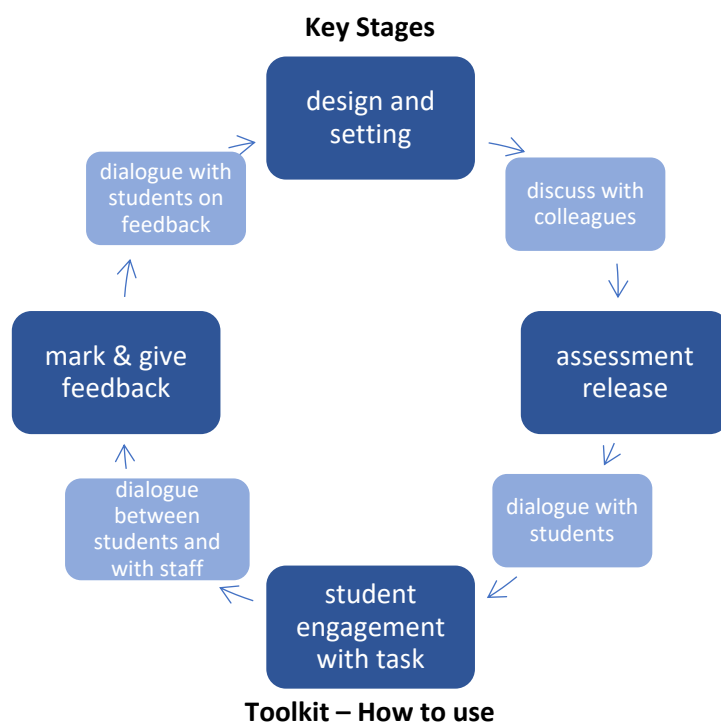 Key Stages
design and
setting
discuss with
colleagues
assessment
release
dialogue with
students
student
engagement
with task
dialogue
between
students and
with staff
mark & give
feedback
dialogue with
students on
feedback
Toolkit – How to use